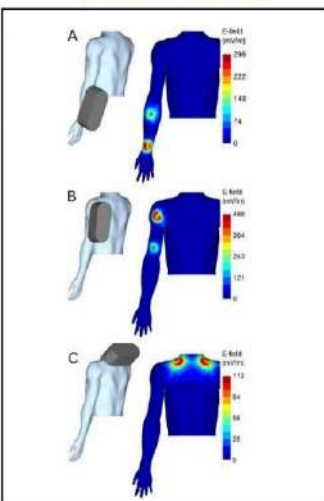 A
E-field
(mV/m)
296
222
148
74
0
B
E-field
(mV/m)
486
364
243
121
0
C
E-field
(mV/m)
112
84
56
28
0